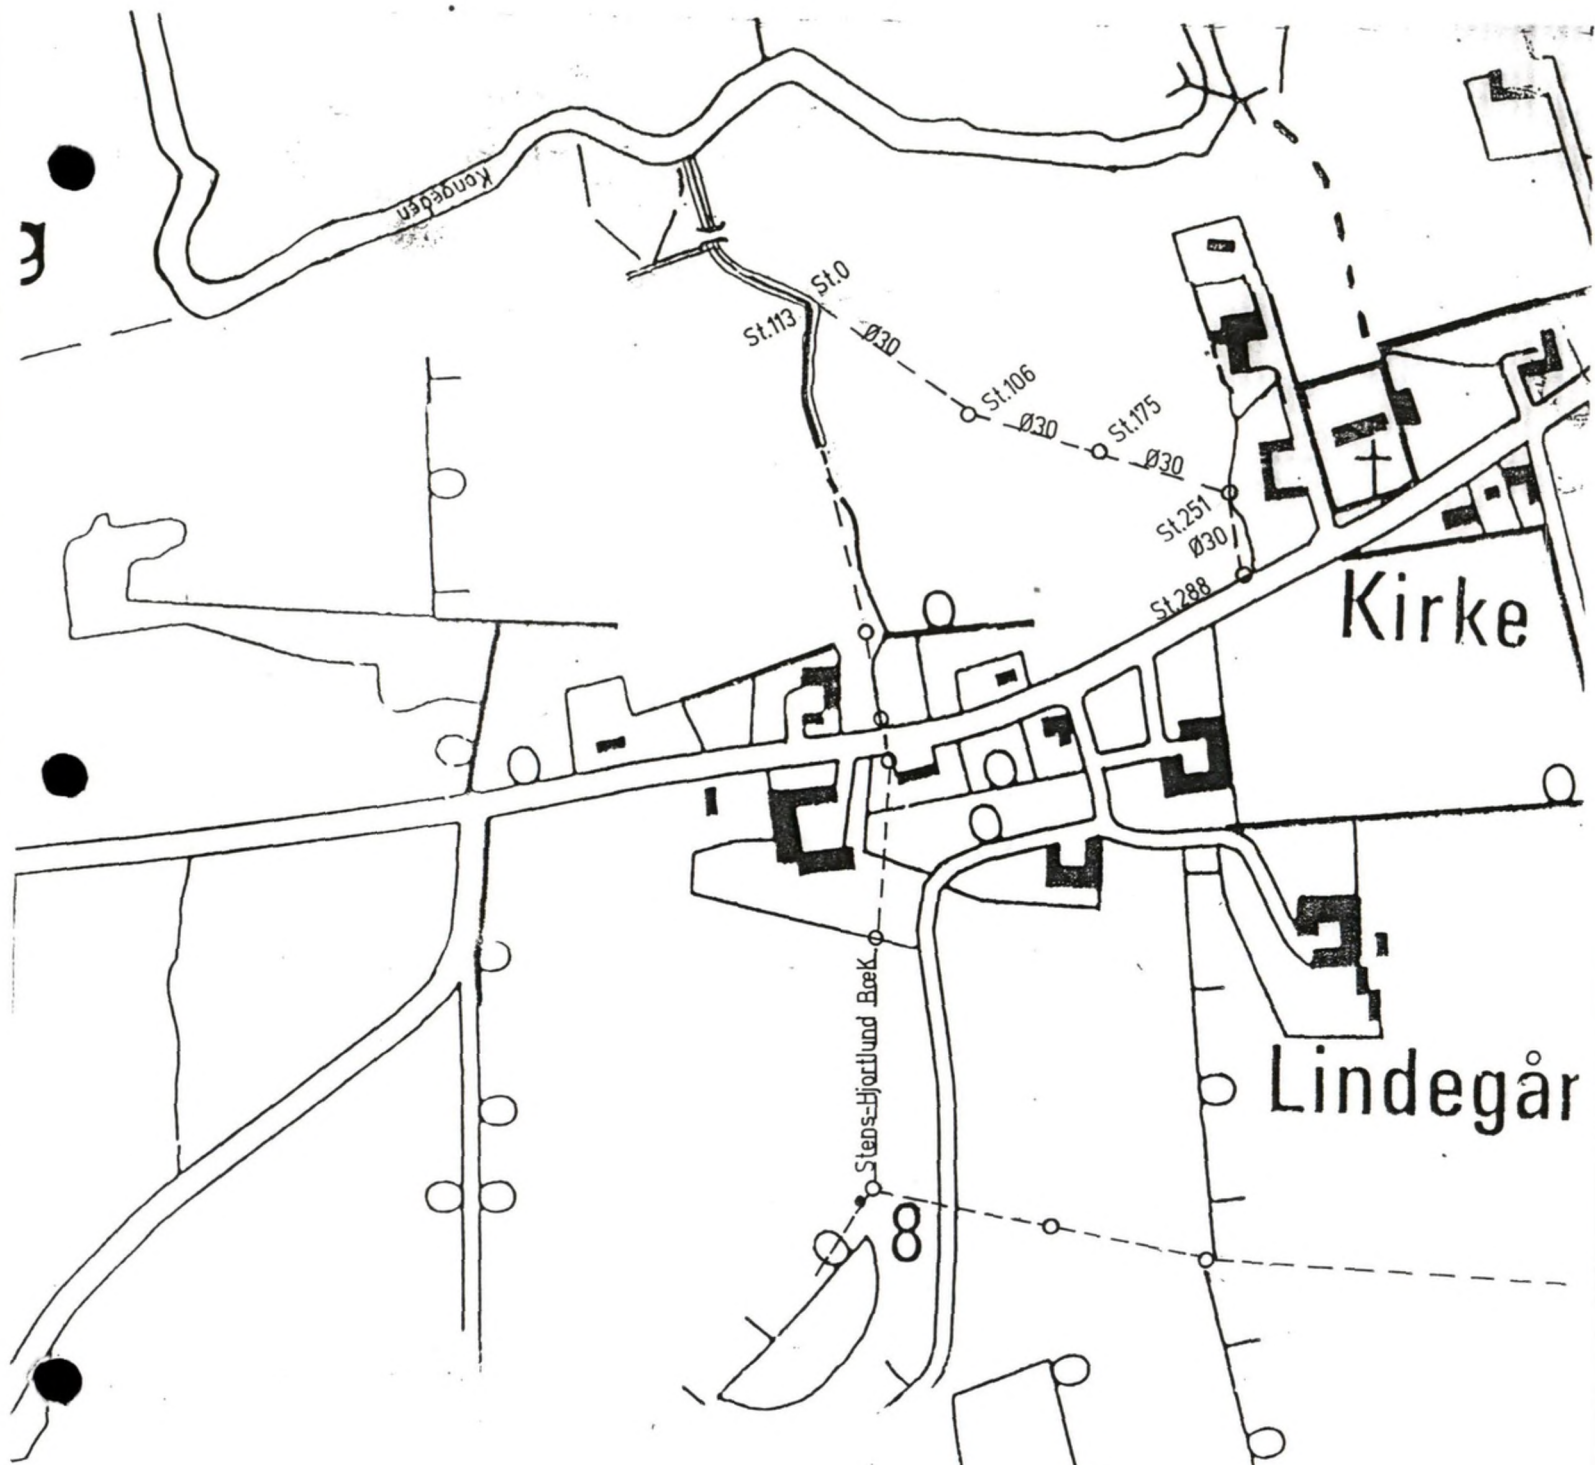 Kongeåen
g
St.0
St.113
Ø30
St.106
Ø30
St.175
Ø30
St.251
Ø30
St.288
Kirke
Lindegår
Stens-Hjortlund Bæk
8